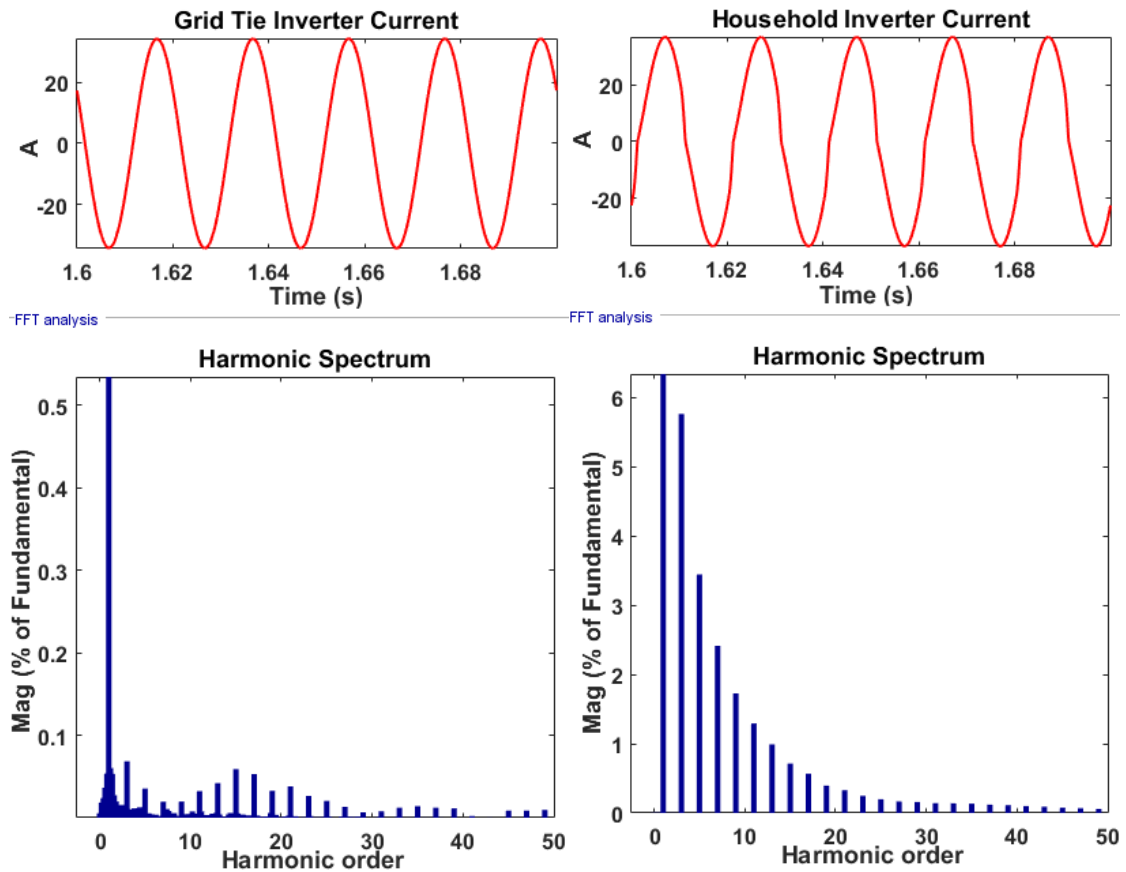 Grid Tie Inverter Current
A
20
0
-20
1.6 1.62 1.64 1.66 1.68
Time (s)
Household Inverter Current
A
20
0
-20
1.6 1.62 1.64 1.66 1.68
Time (s)
FFT analysis
Harmonic Spectrum
Mag (% of Fundamental)
0.5
0.4
0.3
0.2
0.1
0 10 20 30 40 50
Harmonic order
FFT analysis
Harmonic Spectrum
Mag (% of Fundamental)
6
5
4
3
2
1
0
0 10 20 30 40 50
Harmonic order